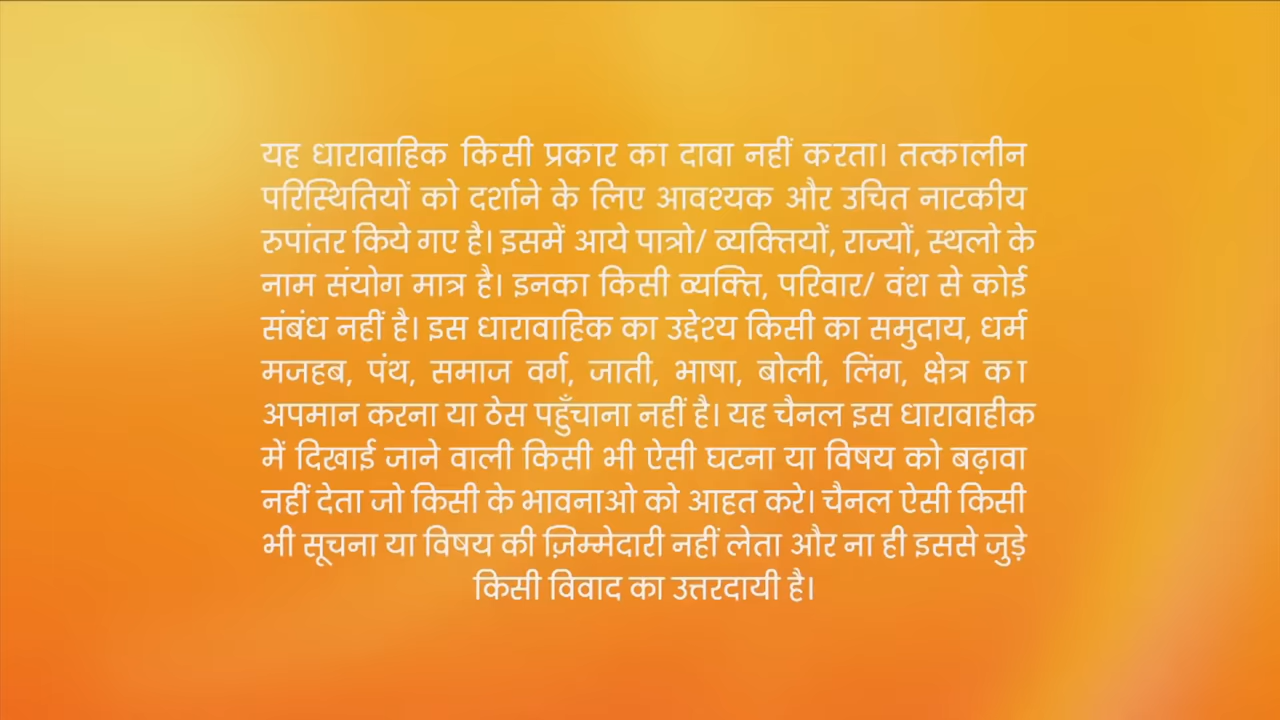 यह धारावाहिक किसी प्रकार का दावा नहीं करता। तत्कालीन
परिस्थितियों को दर्शाने के लिए आवश्यक और उचित नाटकीय
रुपांतर किये गए है। इसमें आये पात्रो/ व्यक्तियों, राज्यों, स्थलो के
नाम संयोग मात्र है। इनका किसी व्यक्ति, परिवार/ वंश से कोई
संबंध नहीं है। इस धारावाहिक का उद्देश्य किसी का समुदाय, धर्म
मजहब, पंथ, समाज वर्ग, जाती, भाषा, बोली, लिंग, क्षेत्र का
अपमान करना या ठेस पहुँचाना नहीं है। यह चैनल इस धारावाहीक
में दिखाई जाने वाली किसी भी ऐसी घटना या विषय को बढ़ावा
नहीं देता जो किसी के भावनाओ को आहत करे। चैनल ऐसी किसी
भी सूचना या विषय की ज़िम्मेदारी नहीं लेता और ना ही इससे जुड़े
किसी विवाद का उत्तरदायी है।